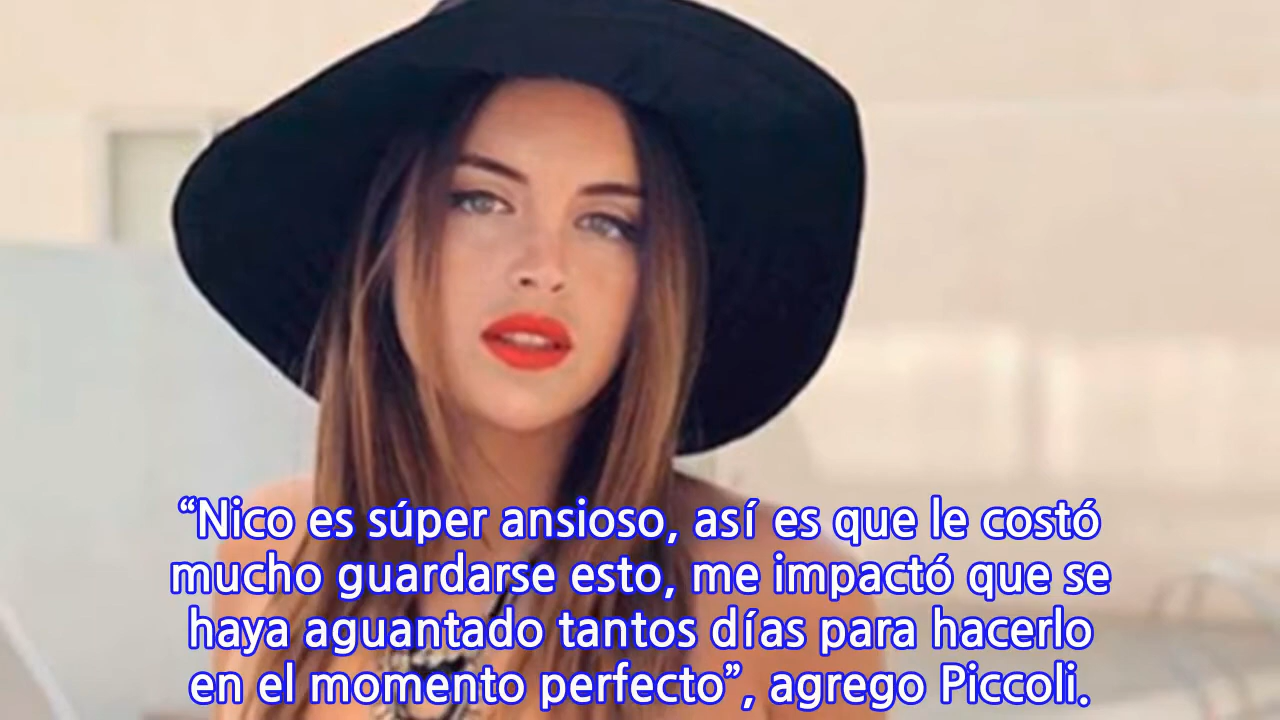 “Nico es súper ansioso, así es que le costó
mucho guardarse esto, me impactó que se
haya aguantado tantos días para hacerlo
en el momento perfecto”, agrego Piccoli.